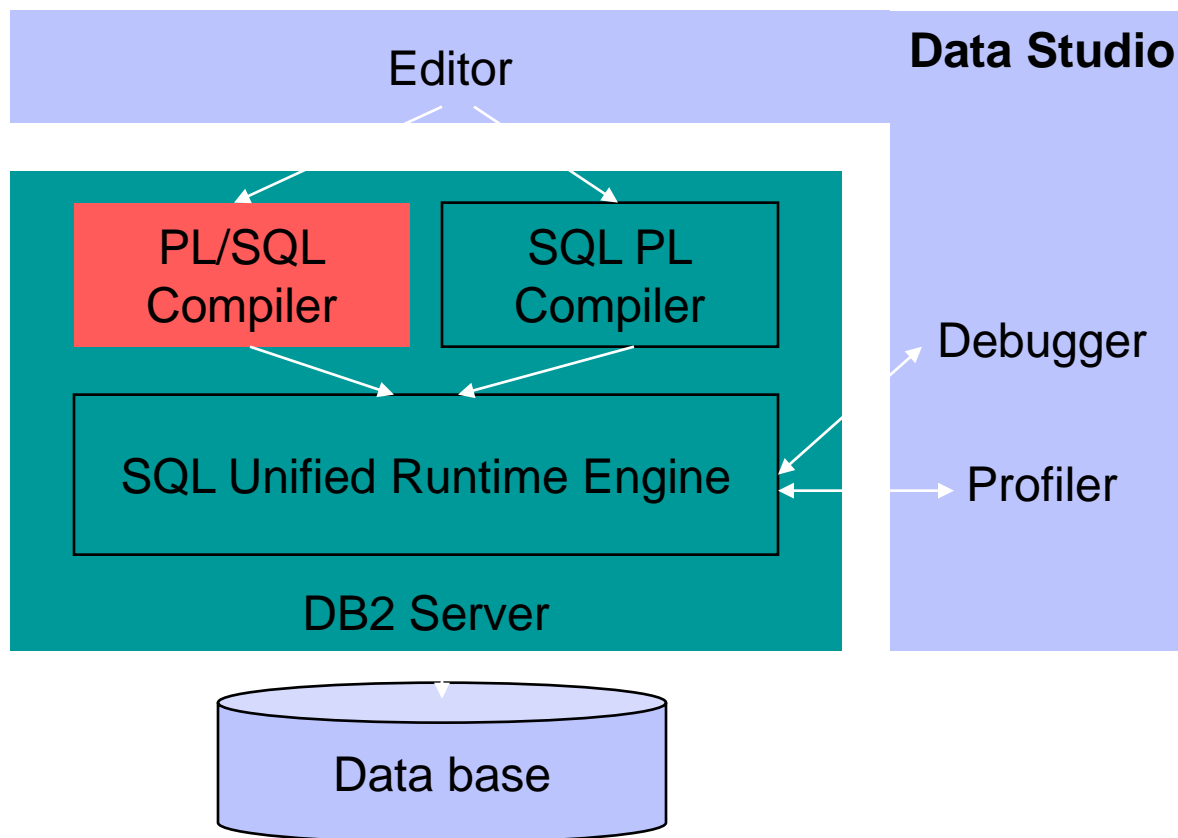 Data Studio
Editor
PL/SQL
Compiler
SQL PL
Compiler
Debugger
SQL Unified Runtime Engine
Profiler
DB2 Server
Data base